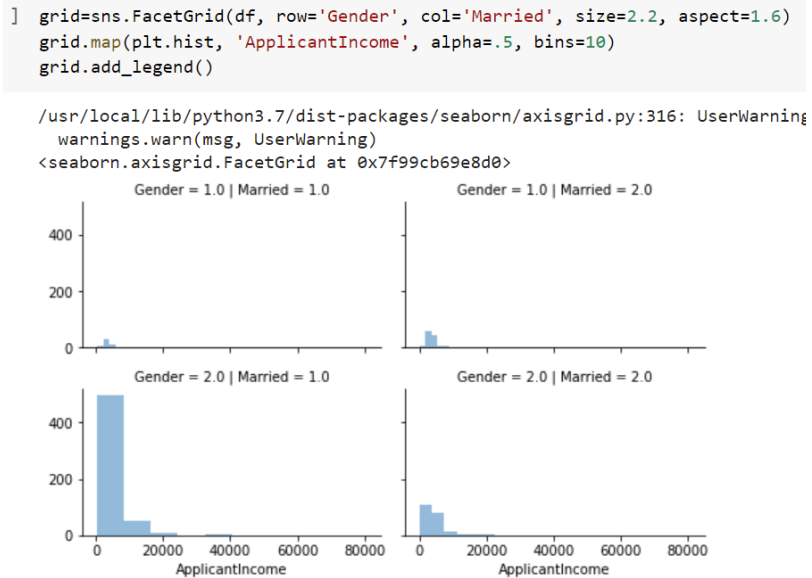 ] grid=sns.FacetGrid(df, row='Gender', col='Married', size=2.2, aspect=1.6)
grid.map(plt.hist, 'ApplicantIncome', alpha=.5, bins=10)
grid.add_legend()
/usr/local/lib/python3.7/dist-packages/seaborn/axisgrid.py:316: UserWarning
warnings.warn(msg, UserWarning)
<seaborn.axisgrid.FacetGrid at 0x7f99cb69e8d0>
Gender = 1.0 | Married = 1.0 Gender = 1.0 | Married = 2.0
400
200
0
Gender = 2.0 | Married = 1.0 Gender = 2.0 | Married = 2.0
400
200
0
0 20000 40000 60000 80000 0 20000 40000 60000 80000
ApplicantIncome ApplicantIncome